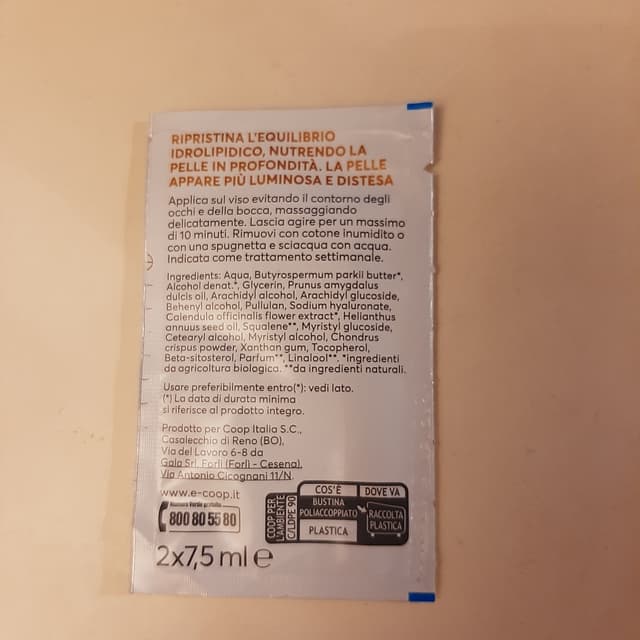 RIPRISTINA L'EQUILIBRIO
IDROLIPIDICO, NUTRENDO LA
PELLE IN PROFONDITÀ. LA PELLE
APPARE PIÙ LUMINOSA E DISTESA
Applica sul viso evitando il contorno degli
occhi e della bocca, massaggiando
delicatamente. Lascia agire per un massimo
di 10 minuti. Rimuovi con cotone inumidito o
con una spugnetta e sciacqua con acqua.
Indicata come trattamento settimanale.
Ingredients: Aqua, Butyrospermum parkii butter*,
Alcohol denat.*, Glycerin, Prunus amygdalus
dulcis oil, Arachidyl alcohol, Arachidyl glucoside,
Behenyl alcohol, Pullulan, Sodium hyaluronate,
Calendula officinalis flower extract*, Helianthus
annuus seed oil, Squalene**, Myristyl glucoside,
Cetearyl alcohol, Myristyl alcohol, Chondrus
crispus powder, Xanthan gum, Tocopherol,
Beta-sitosterol, Parfum**, Linalool**. *ingredienti
da agricoltura biologica. **da ingredienti naturali.
Usare preferibilmente entro(*): vedi lato.
(*) La data di durata minima
si riferisce al prodotto integro.
Prodotto per Coop Italia S.C.,
Casalecchio di Reno (BO),
Via del Lavoro 6-8 da
Gala Srl, Forlì (Forlì - Cesena),
Via Antonio Cicognani 11/N.
www.e-coop.it
Numero Verde gratuito
800 80 55 80
COOP PER
L'AMBIENTE
C/LDPE 90
COS'È
DOVE VA
BUSTINA
POLIACCOPPIATO
PLASTICA
RACCOLTA
PLASTICA
2x7,5 ml e